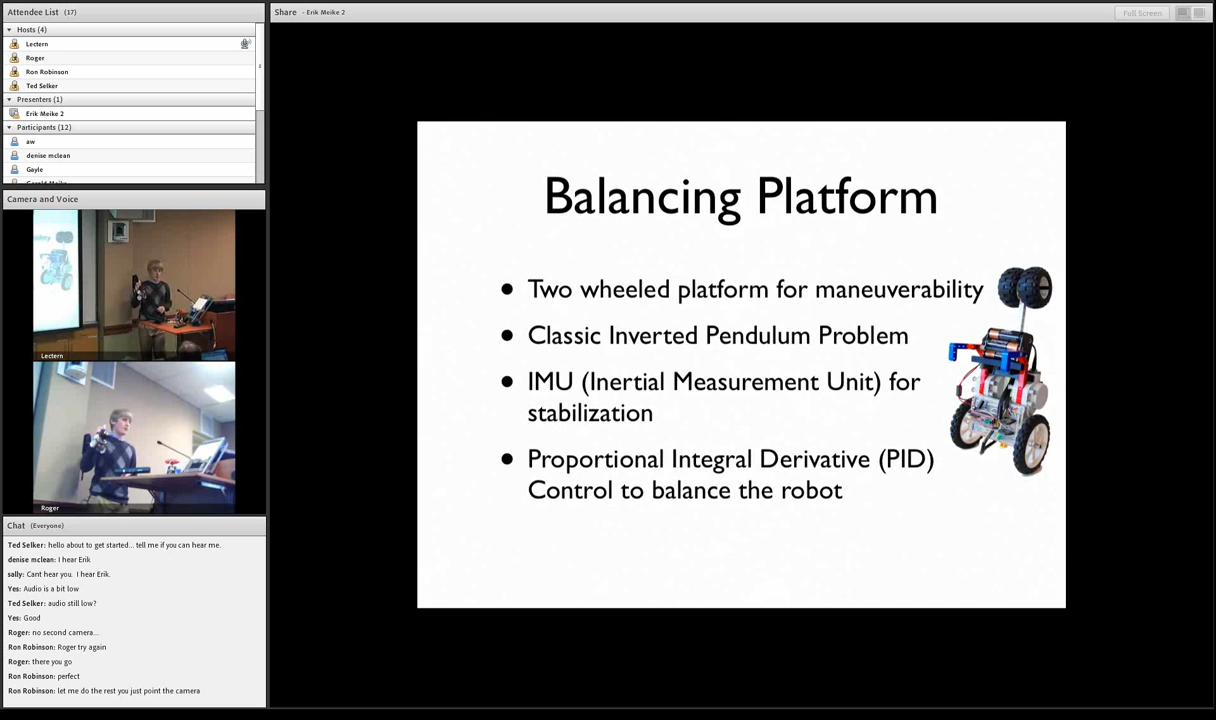 Attendee List (17)
Hosts (4)
Lectern
Roger
Ron Robinson
Ted Selker
Presenters (1)
Erik Meike 2
Participants (12)
aw
denise mclean
Gayle
Camera and Voice
Lectern
Roger
Chat (Everyone)
Ted Selker: hello about to get started... tell me if you can hear me.
denise mclean: I hear Erik
sally: Cant hear you. I hear Erik.
Yes: Audio is a bit low
Ted Selker: audio still low?
Yes: Good
Roger: no second camera...
Ron Robinson: Roger try again
Roger: there you go
Ron Robinson: perfect
Ron Robinson: let me do the rest you just point the camera
Share - Erik Meike 2
Full Screen
Balancing Platform
• Two wheeled platform for maneuverability
• Classic Inverted Pendulum Problem
• IMU (Inertial Measurement Unit) for
stabilization
• Proportional Integral Derivative (PID)
Control to balance the robot